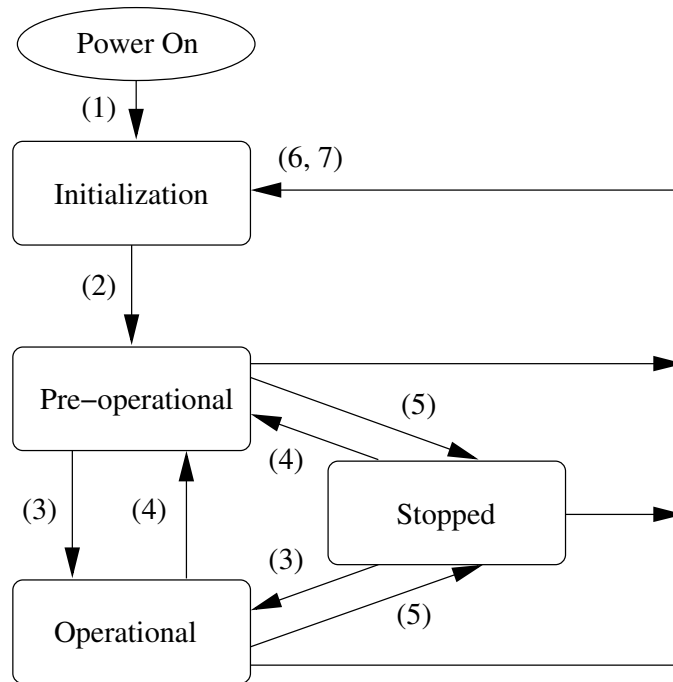 Power On
(1)
(6, 7)
Initialization
(2)
Pre−operational
(5)
(4)
(3)
(4)
Stopped
(3)
Operational
(5)